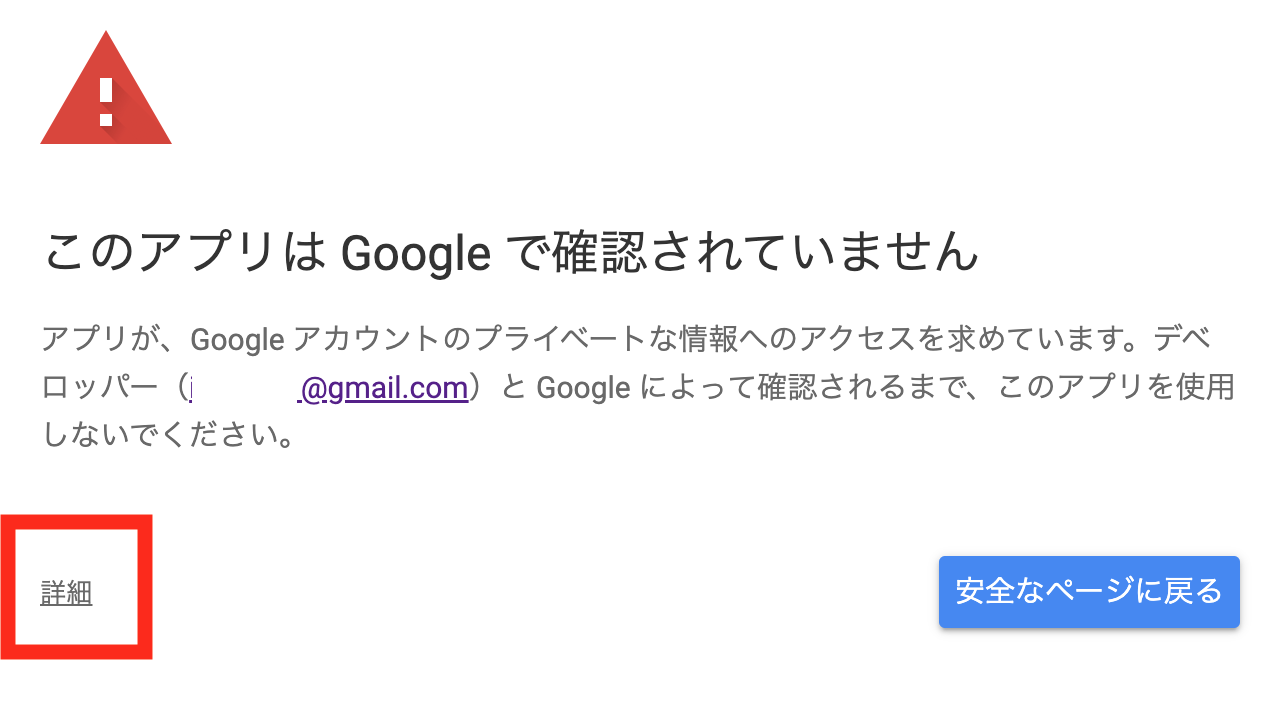 このアプリは Google で確認されていません
アプリが、Google アカウントのプライベートな情報へのアクセスを求めています。デベ
ロッパー（ @gmail.com）と Google によって確認されるまで、このアプリを使用
しないでください。
詳細
安全なページに戻る